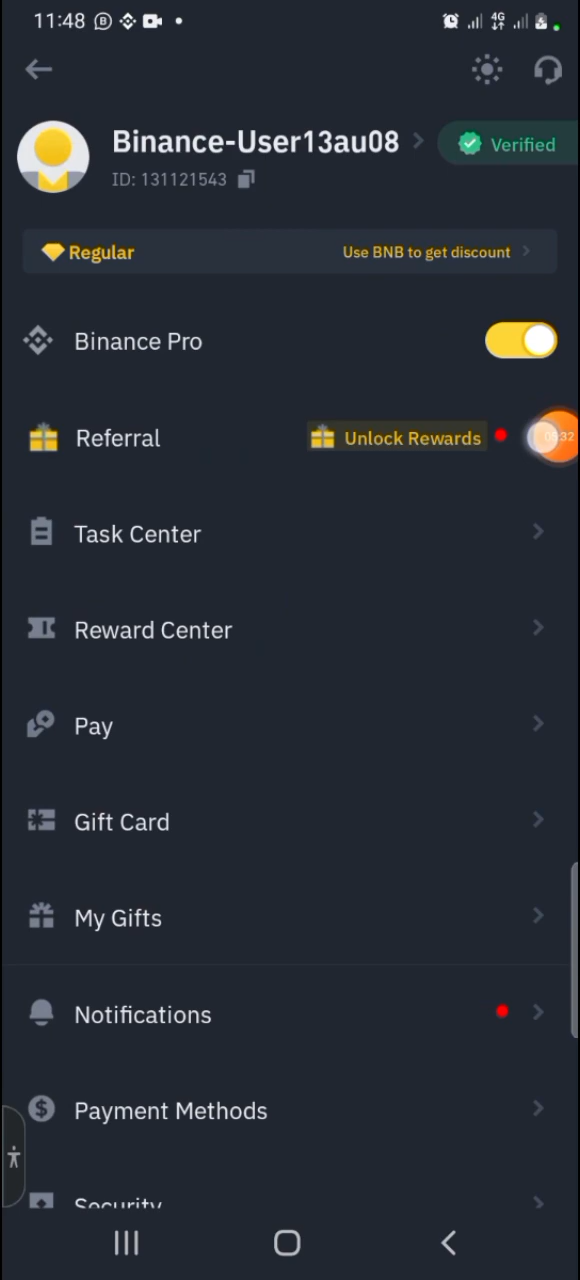 11:48
4G
Binance-User13au08
Verified
ID: 131121543
Regular
Use BNB to get discount
Binance Pro
Referral
Unlock Rewards
Task Center
Reward Center
Pay
Gift Card
My Gifts
Notifications
Payment Methods
Security